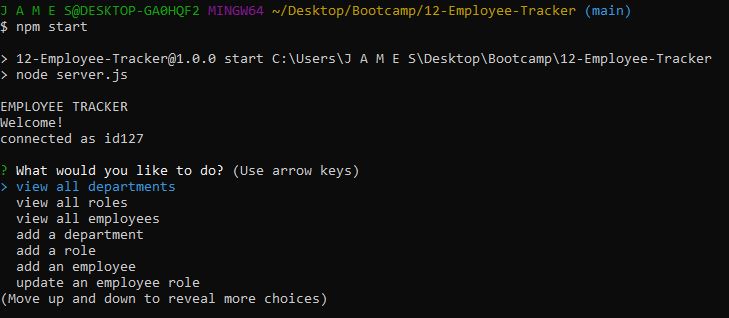 J A M E S@DESKTOP-GA0HQF2 MINGW64 ~/Desktop/Bootcamp/12-Employee-Tracker (main)
$ npm start
> 12-Employee-Tracker@1.0.0 start C:\Users\J A M E S\Desktop\Bootcamp\12-Employee-Tracker
> node server.js
EMPLOYEE TRACKER
Welcome!
connected as id127
? What would you like to do? (Use arrow keys)
> view all departments
view all roles
view all employees
add a department
add a role
add an employee
update an employee role
(Move up and down to reveal more choices)